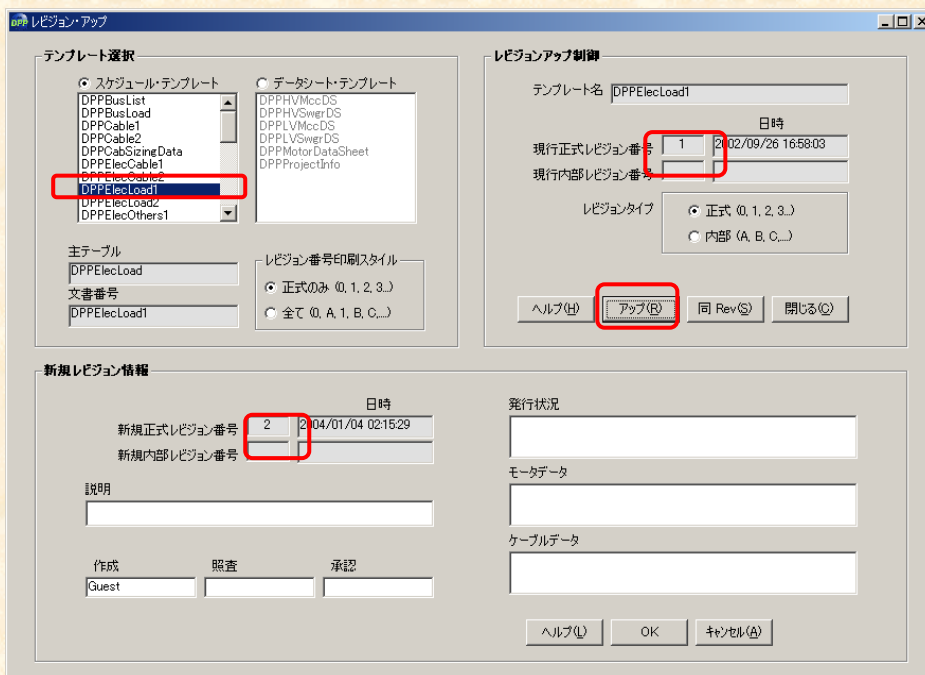 DPP レビジョン・アップ
テンプレート選択
スケジュール・テンプレート
DPPBusList
DPPBusLoad
DPPCable1
DPPCable2
DPPCabSizingData
DPPElecCable1
DPPElecCable2
DPPElecLoad1
DPPElecLoad2
DPPElecOthers1
データシート・テンプレート
DPPHVMccDS
DPPHVSwgrDS
DPPLVMccDS
DPPLVSwgrDS
DPPMotorDataSheet
DPPProjectInfo
主テーブル
DPPElecLoad
文書番号
DPPElecLoad1
レビジョン番号印刷スタイル
正式のみ (0, 1, 2, 3...)
全て (0, A, 1, B, C,...)
レビジョンアップ制御
テンプレート名 DPPElecLoad1
日時
現行正式レビジョン番号 1 2002/09/26 16:58:03
現行内部レビジョン番号
レビジョンタイプ
正式 (0, 1, 2, 3...)
内部 (A, B, C,...)
ヘルプ(H) アップ(R) 同 Rev(S) 閉じる(C)
新規レビジョン情報
日時
新規正式レビジョン番号 2 2004/01/04 02:15:29
新規内部レビジョン番号
説明
作成 照査 承認
Guest
発行状況
モータデータ
ケーブルデータ
ヘルプ(L) OK キャンセル(A)